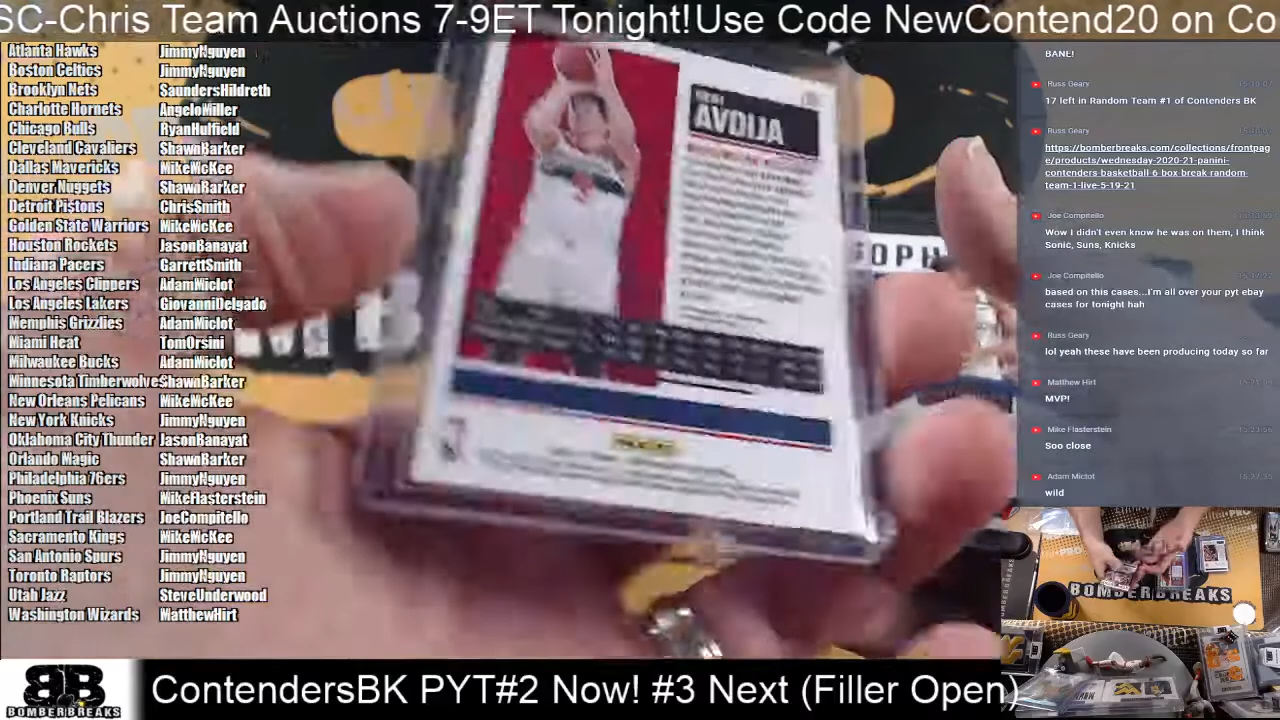 SC-Chris Team Auctions 7-9ET Tonight!Use Code NewContend20 on Co
Atlanta Hawks JimmyNguyen
Boston Celtics JimmyNguyen
Brooklyn Nets SaundersHildreth
Charlotte Hornets AngeloMiller
Chicago Bulls RyanHulfield
Cleveland Cavaliers ShawnBarker
Dallas Mavericks MikeMcKee
Denver Nuggets ShawnBarker
Detroit Pistons ChrisSmith
Golden State Warriors MikeMcKee
Houston Rockets JasonBanayat
Indiana Pacers GarrettSmith
Los Angeles Clippers AdamMiclot
Los Angeles Lakers GiovanniDelgado
Memphis Grizzlies AdamMiclot
Miami Heat TomOrsini
Milwaukee Bucks AdamMiclot
Minnesota Timberwolves ShawnBarker
New Orleans Pelicans MikeMcKee
New York Knicks JimmyNguyen
Oklahoma City Thunder JasonBanayat
Orlando Magic ShawnBarker
Philadelphia 76ers JimmyNguyen
Phoenix Suns MikeFlasterstein
Portland Trail Blazers JoeCompitello
Sacramento Kings MikeMcKee
San Antonio Spurs JimmyNguyen
Toronto Raptors JimmyNguyen
Utah Jazz SteveUnderwood
Washington Wizards MatthewHirt
AVDIJA
PANINI
SOPH
BANE!
Russ Geary
17 left in Random Team #1 of Contenders BK
Russ Geary
https://bomberbreaks.com/collections/frontpag
e/products/wednesday-2020-21-panini-
contenders-basketball-6-box-break-random-
team-1-live-5-19-21
Joe Compitello
Wow I didn't even know he was on them, I think
Sonic, Suns, Knicks
Joe Compitello
based on this cases...I'm all over your pyt ebay
cases for tonight hah
Russ Geary
lol yeah these have been producing today so far
Matthew Hirt
MVP!
Mike Flasterstein
Soo close
Adam Miclot
wild
BOMBERBREAKS
BB
BOMBERBREAKS
ContendersBK PYT#2 Now! #3 Next (Filler Open)